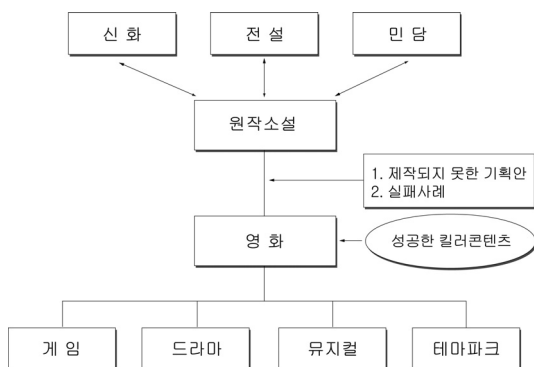 신 화
전 설
민 담
원작소설
1. 제작되지 못한 기획안
2. 실패사례
영 화
성공한 킬러콘텐츠
게 임
드라마
뮤지컬
테마파크